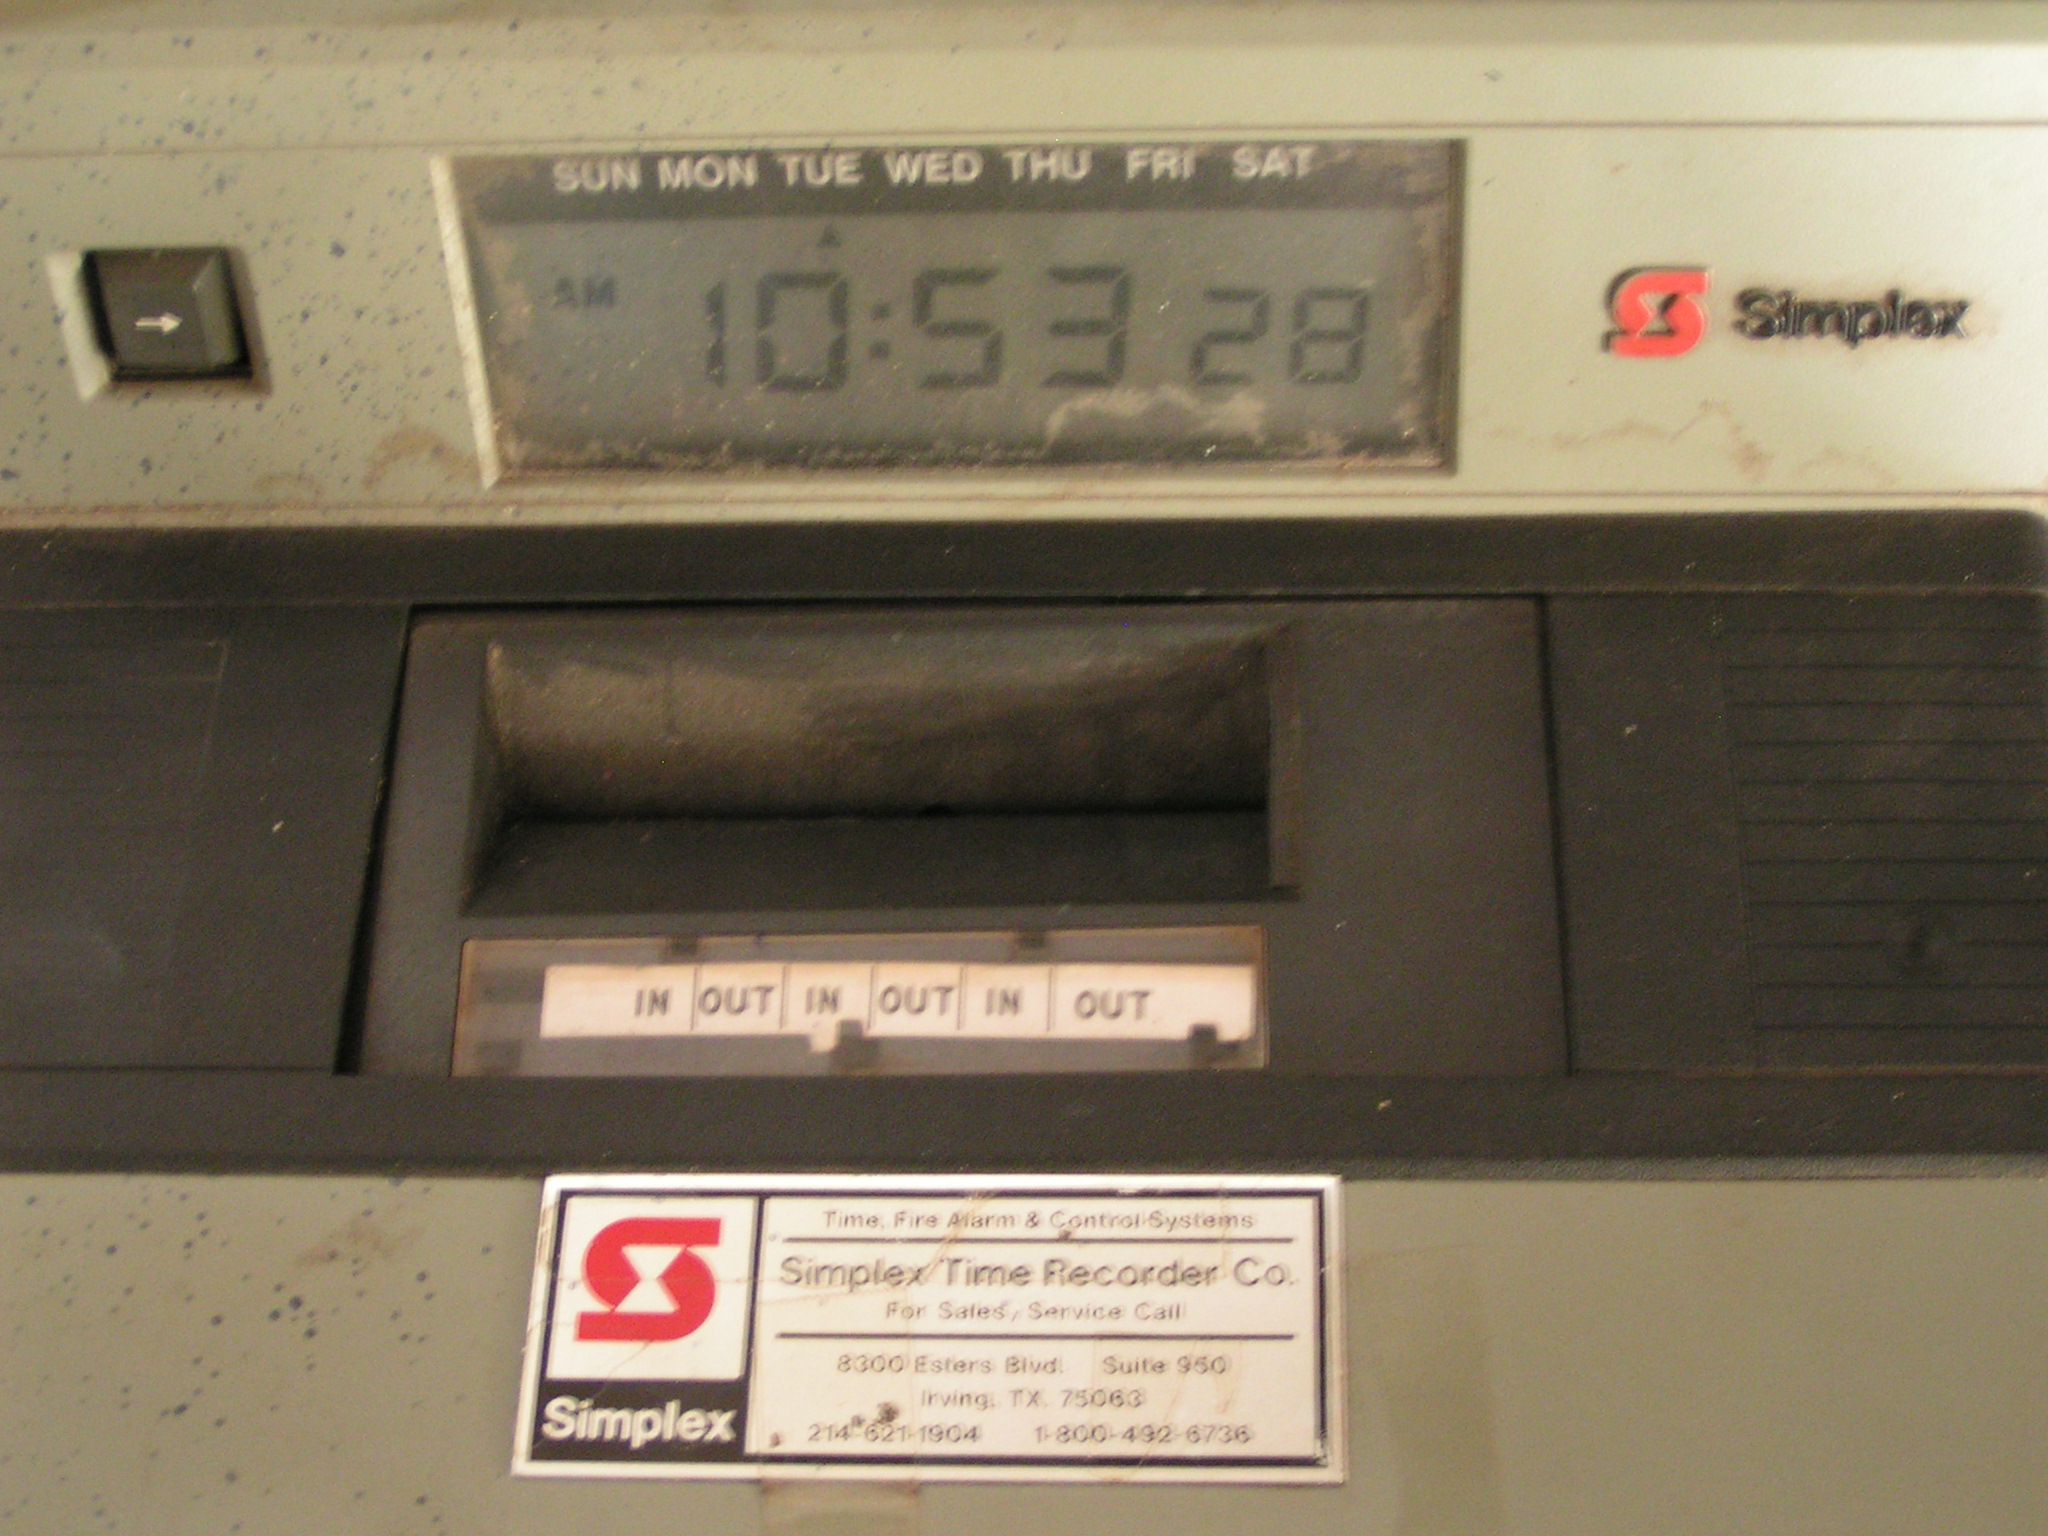 SUN MON TUE WED THU FRI SAT
AM 10:53 28
Simplex
IN OUT IN OUT IN OUT
Time, Fire Alarm & Control Systems
Simplex Time Recorder Co.
For Sales, Service Call
8300 Esters Blvd. Suite 950
Irving, TX. 75063
214-621-1904 1-800-492-6736
Simplex